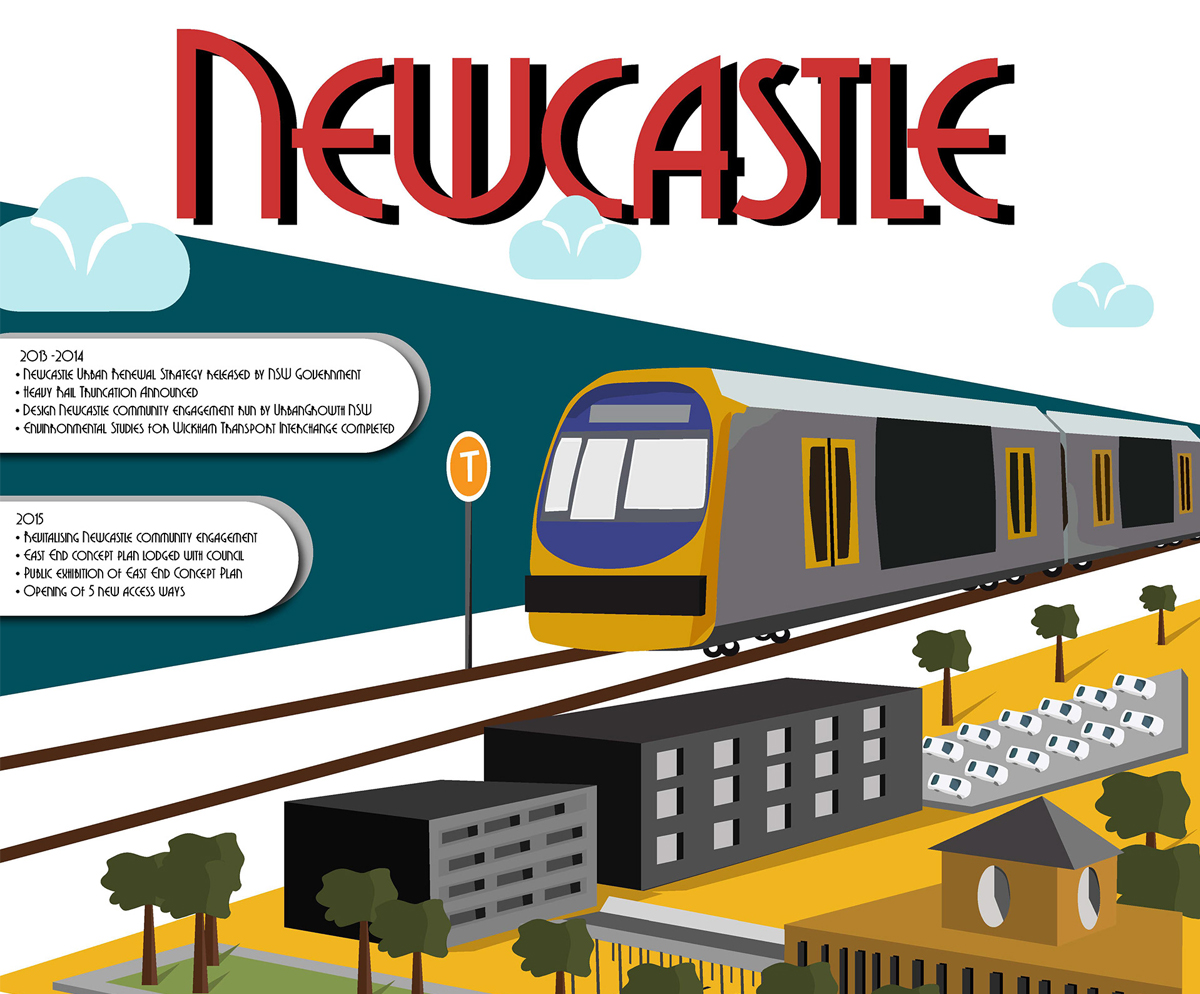 NEWCASTLE
2013 -2014
• Newcastle Urban Renewal Strategy released by NSW Government
• Heavy Rail Truncation Announced
• Design Newcastle community engagement run by UrbanGrowth NSW
• Environmental Studies for Wickham Transport Interchange completed
T
2015
• Revitalising Newcastle community engagement
• East End concept plan lodged with council
• Public exhibition of East End Concept Plan
• Opening of 5 new access ways